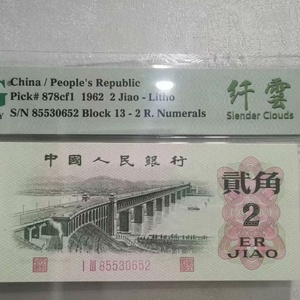 China / People's Republic
Pick# 878cf1 1962 2 Jiao - Litho
S/N 85530652 Block 13 - 2 R. Numerals
纤雲
Slender Clouds
中國人民銀行
貳角
2
ER
JIAO
I III 85530652